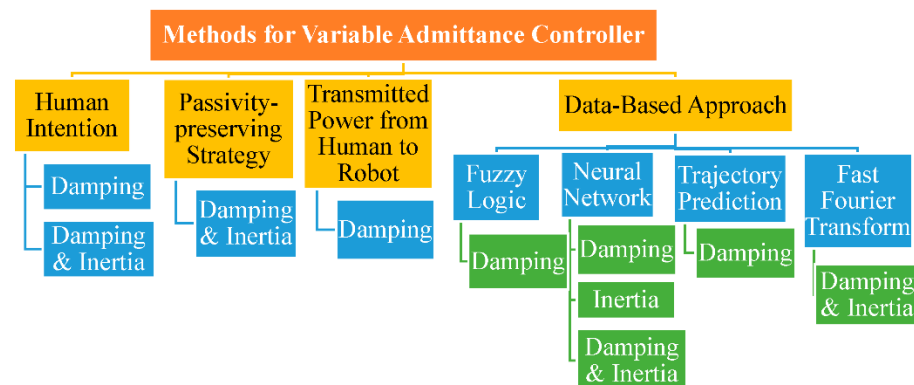 Methods for Variable Admittance Controller
Human
Intention
Damping
Damping
& Inertia
Passivity-
preserving
Strategy
Damping
& Inertia
Transmitted
Power from
Human to
Robot
Damping
Data-Based Approach
Fuzzy
Logic
Damping
Neural
Network
Damping
Inertia
Damping
& Inertia
Trajectory
Prediction
Damping
Fast
Fourier
Transform
Damping
& Inertia